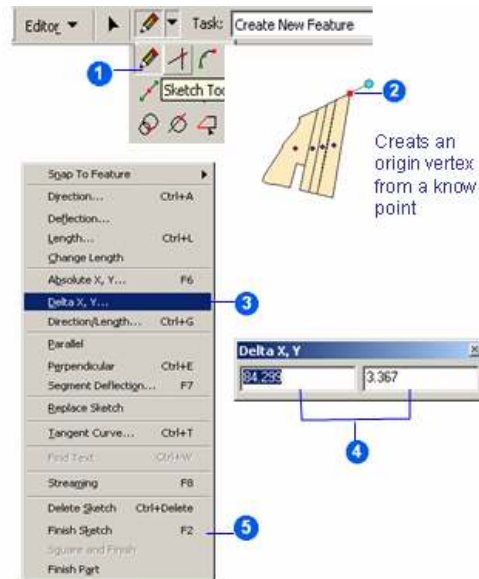 Editor
Task:
Create New Feature
1
Sketch Too
2
Creats an
origin vertex
from a know
point
Snap To Feature
Direction... Ctrl+A
Deflection...
Length... Ctrl+L
Change Length
Absolute X, Y... F6
Delta X, Y...
3
Direction/Length... Ctrl+G
Parallel
Perpendicular Ctrl+E
Segment Deflection... F7
Replace Sketch
Tangent Curve... Ctrl+T
Find Text Ctrl+W
Streaming F8
Delete Sketch Ctrl+Delete
Finish Sketch F2
5
Square and Finish
Finish Part
Delta X, Y
84.299
3.367
4